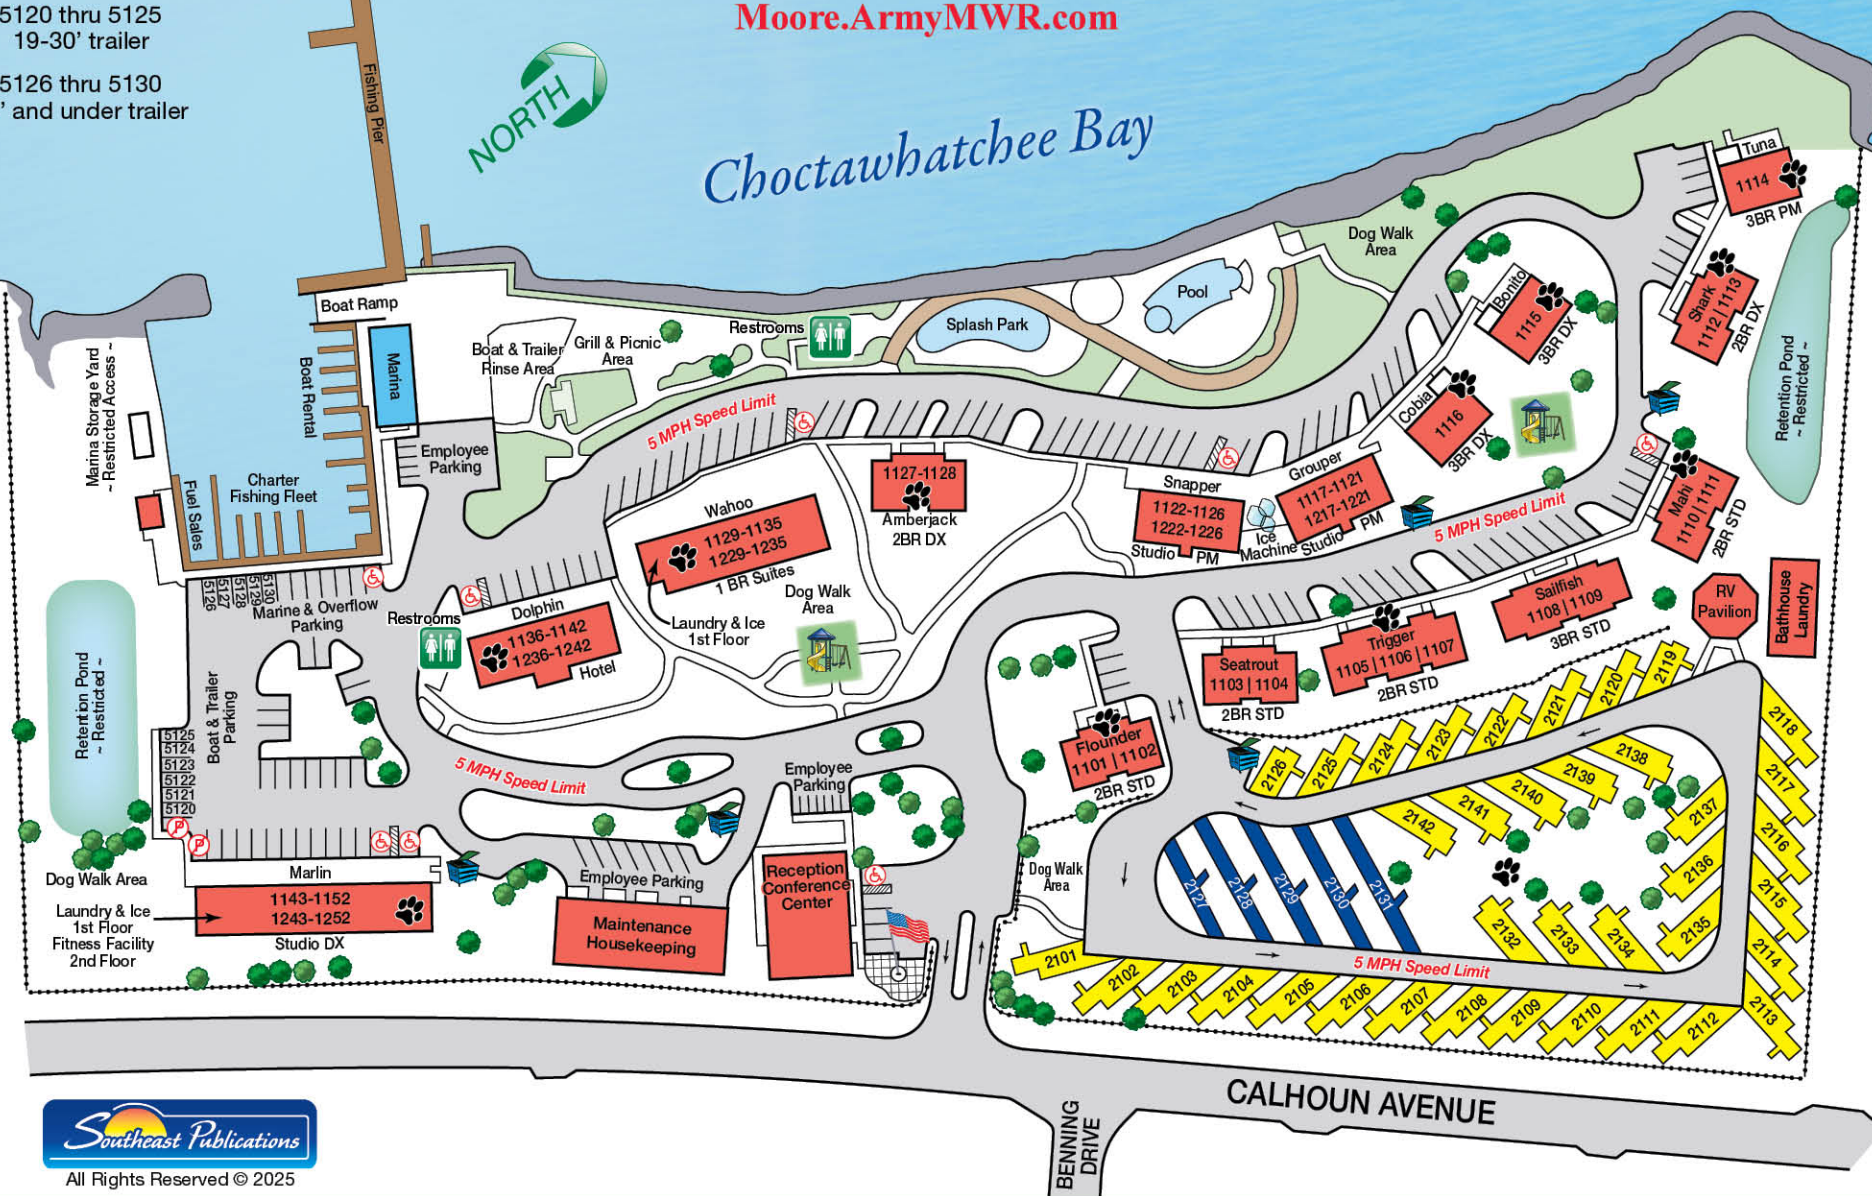 5120 thru 5125
19-30’ trailer
5126 thru 5130
’ and under trailer
Moore.ArmyMWR.com
NORTH
Choctawhatchee Bay
Fishing Pier
Boat Ramp
Marina
Boat Rental
Marina Storage Yard
~ Restricted Access ~
Charter
Fishing Fleet
Fuel Sales
Employee
Parking
Boat & Trailer
Rinse Area
Grill & Picnic
Area
Restrooms
Splash Park
Pool
Dog Walk
Area
5 MPH Speed Limit
Tuna
1114
3BR PM
Shark
1112 | 1113
2BR DX
Bonito
1115
3BR DX
Cobia
1116
3BR DX
Retention Pond
~ Restricted ~
Mahi
1110 | 1111
2BR STD
Grouper
1117-1121
1217-1221
Studio PM
Ice
Machine
Snapper
1122-1126
1222-1226
Studio PM
1127-1128
Amberjack
2BR DX
Wahoo
1129-1135
1229-1235
1 BR Suites
Laundry & Ice
1st Floor
Dog Walk
Area
Dolphin
1136-1142
1236-1242
Hotel
Restrooms
5 MPH Speed Limit
Sailfish
1108 | 1109
3BR STD
Trigger
1105 | 1106 | 1107
2BR STD
Seatrout
1103 | 1104
2BR STD
Flounder
1101 | 1102
2BR STD
RV
Pavilion
Bathhouse
Laundry
5126
5127
5128
5129
5130
Marine & Overflow
Parking
Boat & Trailer
Parking
Retention Pond
~ Restricted ~
5125
5124
5123
5122
5121
5120
P
P
5 MPH Speed Limit
Employee
Parking
Employee Parking
Marlin
1143-1152
1243-1252
Studio DX
Dog Walk Area
Laundry & Ice
1st Floor
Fitness Facility
2nd Floor
Maintenance
Housekeeping
Reception
Conference
Center
Dog Walk
Area
2119
2120
2121
2122
2123
2124
2125
2126
2118
2117
2116
2115
2114
2113
2138
2139
2140
2141
2142
2137
2136
2135
2134
2133
2132
2127
2128
2129
2130
2131
5 MPH Speed Limit
2101
2102
2103
2104
2105
2106
2107
2108
2109
2110
2111
2112
CALHOUN AVENUE
BENNING
DRIVE
Southeast Publications
All Rights Reserved © 2025